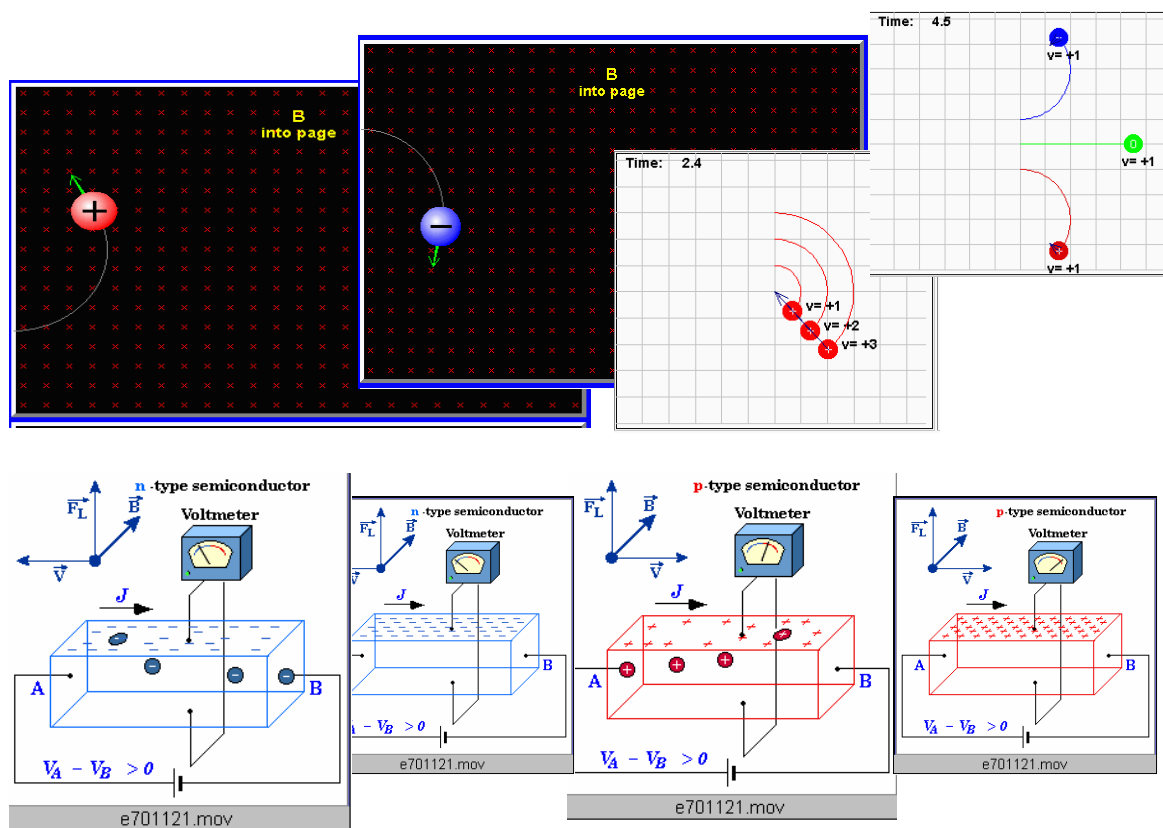 B
into page
+
B
into page
−
Time: 2.4
v= +1
v= +2
v= +3
Time: 4.5
v= +1
0
v= +1
v= +1
n -type semiconductor
F_L
B
Voltmeter
V
J
A
B
V_A − V_B > 0
e701121.mov
n -type semiconductor
F_L
B
Voltmeter
V
J
B
V_A − V_B > 0
e701121.mov
p-type semiconductor
F_L
B
Voltmeter
V
J
A
B
V_A − V_B > 0
e701121.mov
p-type semiconductor
F_L
B
Voltmeter
V
J
A
B
V_A − V_B > 0
e701121.mov